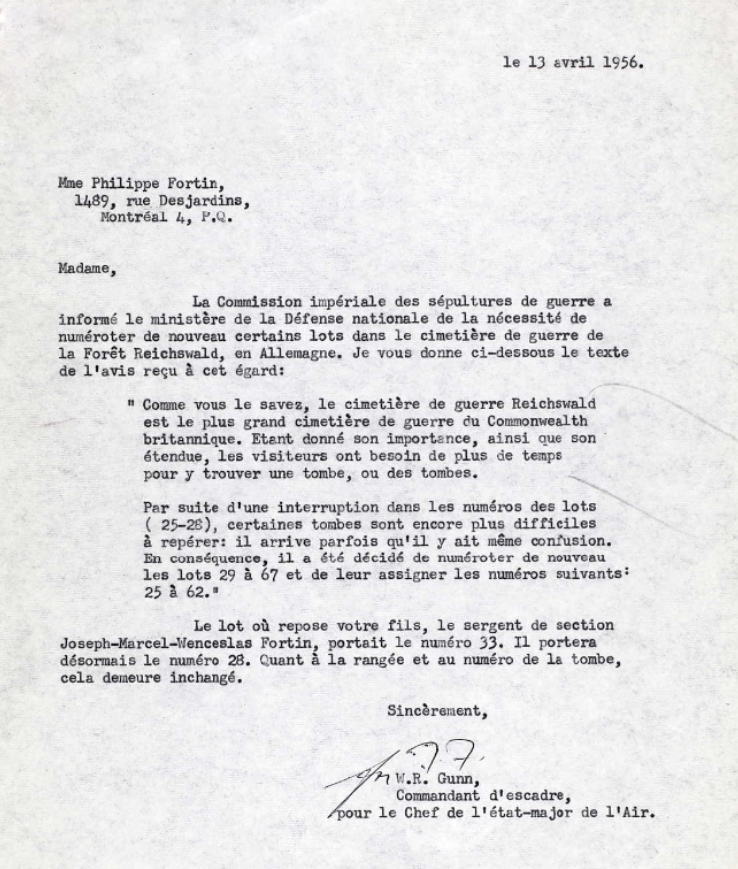 le 13 avril 1956.
Mme Philippe Fortin,
1489, rue Desjardins,
Montréal 4, P.Q.
Madame,
La Commission impériale des sépultures de guerre a
informé le ministère de la Défense nationale de la nécessité de
numéroter de nouveau certains lots dans le cimetière de guerre de
la Forêt Reichswald, en Allemagne. Je vous donne ci-dessous le texte
de l'avis reçu à cet égard:
" Comme vous le savez, le cimetière de guerre Reichswald
est le plus grand cimetière de guerre du Commonwealth
britannique. Etant donné son importance, ainsi que son
étendue, les visiteurs ont besoin de plus de temps
pour y trouver une tombe, ou des tombes.
Par suite d'une interruption dans les numéros des lots
( 25-28), certaines tombes sont encore plus difficiles
à repérer: il arrive parfois qu'il y ait même confusion.
En conséquence, il a été décidé de numéroter de nouveau
les lots 29 à 67 et de leur assigner les numéros suivants:
25 à 62."
Le lot où repose votre fils, le sergent de section
Joseph-Marcel-Wenceslas Fortin, portait le numéro 33. Il portera
désormais le numéro 28. Quant à la rangée et au numéro de la tombe,
cela demeure inchangé.
Sincèrement,
W.R. Gunn,
Commandant d'escadre,
pour le Chef de l'état-major de l'Air.